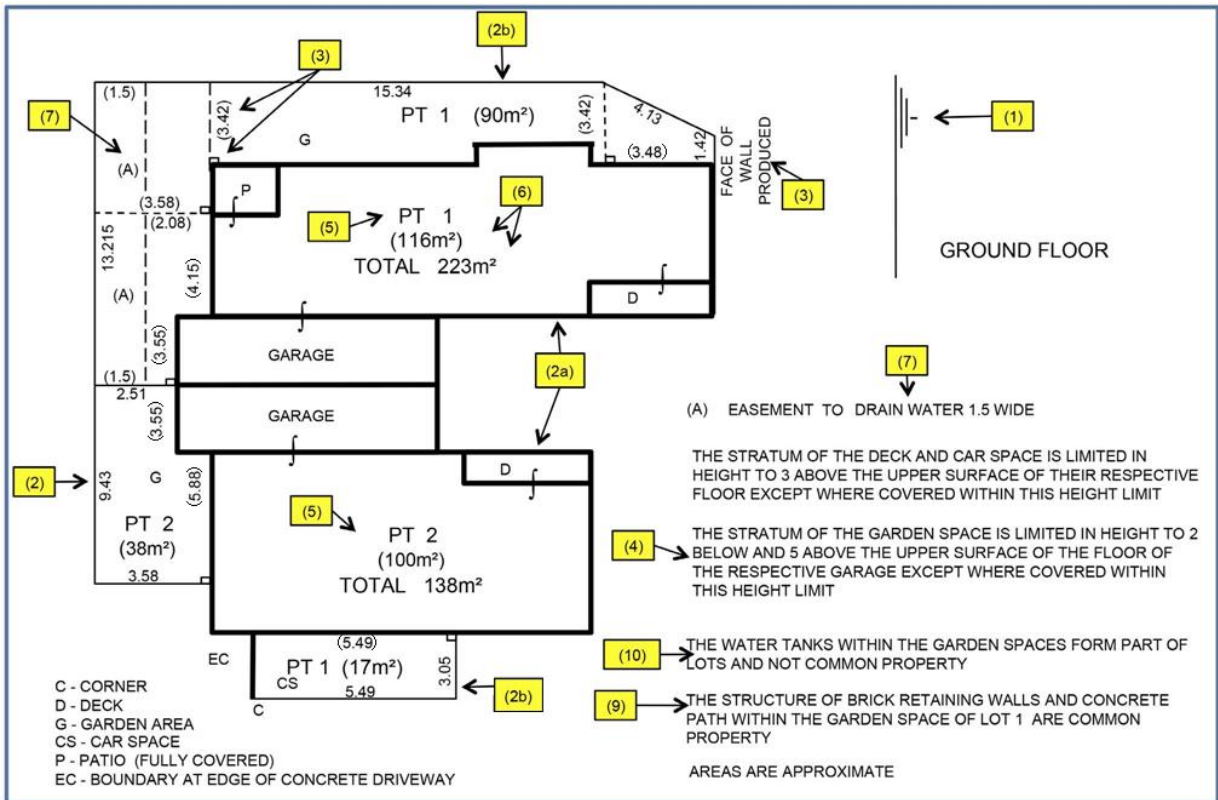 (2b)
(3)
(1.5)
15.34
(7)
(3.42)
PT 1 (90m²)
(3.42)
4.13
(1)
G
(3.48)
1.42
FACE OF
WALL
PRODUCED
(A)
P
(3)
(3.58)
(6)
(2.08)
(5)
PT 1
(116m²)
TOTAL 223m²
13.215
(4.15)
GROUND FLOOR
(A)
D
(3.55)
GARAGE
(2a)
(7)
(1.5)
2.51
(3.55)
GARAGE
(A) EASEMENT TO DRAIN WATER 1.5 WIDE
D
THE STRATUM OF THE DECK AND CAR SPACE IS LIMITED IN
HEIGHT TO 3 ABOVE THE UPPER SURFACE OF THEIR RESPECTIVE
FLOOR EXCEPT WHERE COVERED WITHIN THIS HEIGHT LIMIT
(2)
9.43
G
(5.88)
(5)
PT 2
(38m²)
PT 2
(100m²)
TOTAL 138m²
3.58
(4)
THE STRATUM OF THE GARDEN SPACE IS LIMITED IN HEIGHT TO 2
BELOW AND 5 ABOVE THE UPPER SURFACE OF THE FLOOR OF
THE RESPECTIVE GARAGE EXCEPT WHERE COVERED WITHIN
THIS HEIGHT LIMIT
EC
(5.49)
PT 1 (17m²)
3.05
CS
5.49
C
(2b)
(10)
THE WATER TANKS WITHIN THE GARDEN SPACES FORM PART OF
LOTS AND NOT COMMON PROPERTY
(9)
THE STRUCTURE OF BRICK RETAINING WALLS AND CONCRETE
PATH WITHIN THE GARDEN SPACE OF LOT 1 ARE COMMON
PROPERTY
AREAS ARE APPROXIMATE
C - CORNER
D - DECK
G - GARDEN AREA
CS - CAR SPACE
P - PATIO (FULLY COVERED)
EC - BOUNDARY AT EDGE OF CONCRETE DRIVEWAY